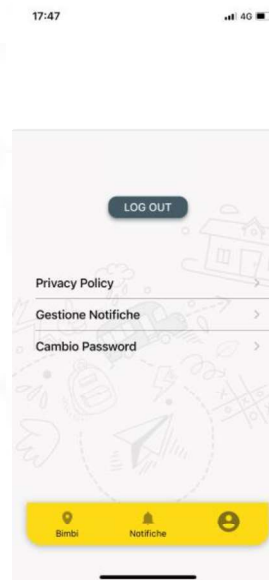 17:47
4G
LOG OUT
Privacy Policy
Gestione Notifiche
Cambio Password
Bimbi
Notifiche